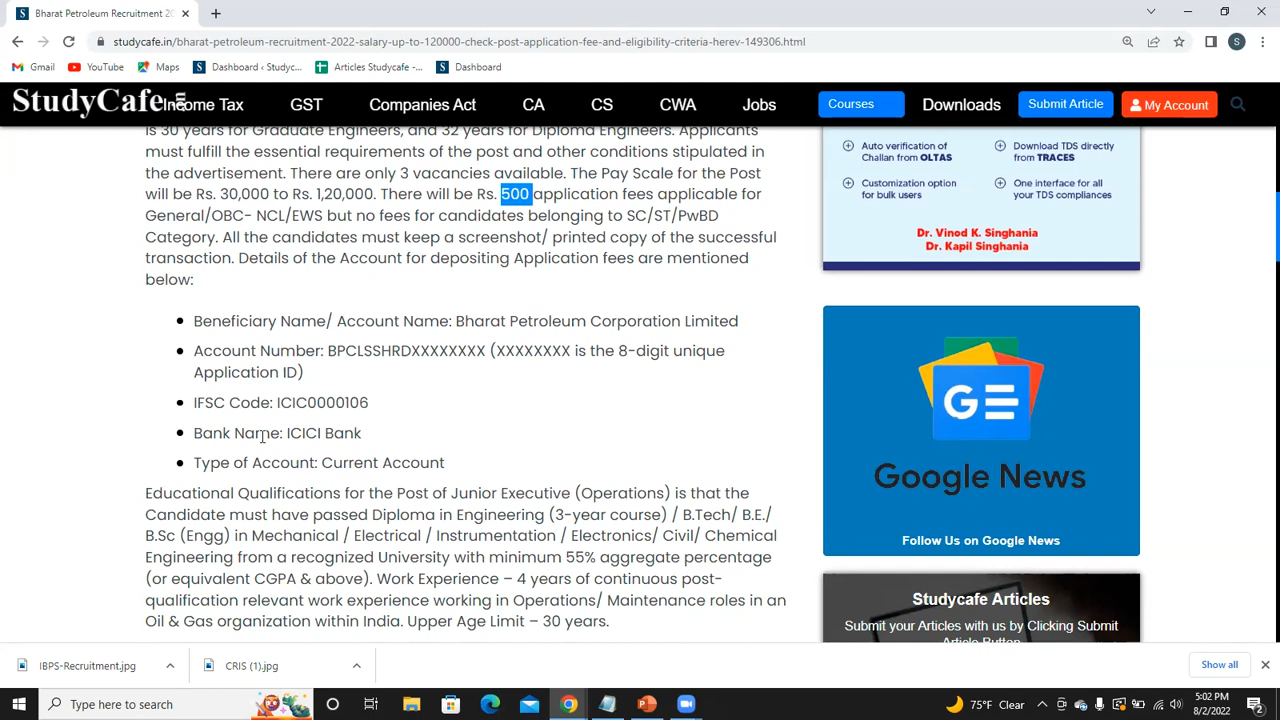 Bharat Petroleum Recruitment 20
studycafe.in/bharat-petroleum-recruitment-2022-salary-up-to-120000-check-post-application-fee-and-eligibility-criteria-herev-149306.html
S
Gmail
YouTube
Maps
Dashboard ‹ Studyc...
Articles Studycafe -...
Dashboard
StudyCafe
in
Income Tax
GST
Companies Act
CA
CS
CWA
Jobs
Courses
Downloads
Submit Article
My Account
is 30 years for Graduate Engineers, and 32 years for Diploma Engineers. Applicants
must fulfill the essential requirements of the post and other conditions stipulated in
the advertisement. There are only 3 vacancies available. The Pay Scale for the Post
will be Rs. 30,000 to Rs. 1,20,000. There will be Rs. 500 application fees applicable for
General/OBC- NCL/EWS but no fees for candidates belonging to SC/ST/PwBD
Category. All the candidates must keep a screenshot/ printed copy of the successful
transaction. Details of the Account for depositing Application fees are mentioned
below:
Beneficiary Name/ Account Name: Bharat Petroleum Corporation Limited
Account Number: BPCLSSHRDXXXXXXXX (XXXXXXXX is the 8-digit unique
Application ID)
IFSC Code: ICIC0000106
Bank Name: ICICI Bank
Type of Account: Current Account
Educational Qualifications for the Post of Junior Executive (Operations) is that the
Candidate must have passed Diploma in Engineering (3-year course) / B.Tech/ B.E./
B.Sc (Engg) in Mechanical / Electrical / Instrumentation / Electronics/ Civil/ Chemical
Engineering from a recognized University with minimum 55% aggregate percentage
(or equivalent CGPA & above). Work Experience – 4 years of continuous post-
qualification relevant work experience working in Operations/ Maintenance roles in an
Oil & Gas organization within India. Upper Age Limit – 30 years.
Auto verification of
Challan from OLTAS
Download TDS directly
from TRACES
Customization option
for bulk users
One interface for all
your TDS compliances
Dr. Vinod K. Singhania
Dr. Kapil Singhania
GE
Google News
Follow Us on Google News
Studycafe Articles
Submit your Articles with us by Clicking Submit
Article Button
IBPS-Recruitment.jpg
CRIS (1).jpg
Show all
Type here to search
75°F Clear
5:02 PM
8/2/2022
2